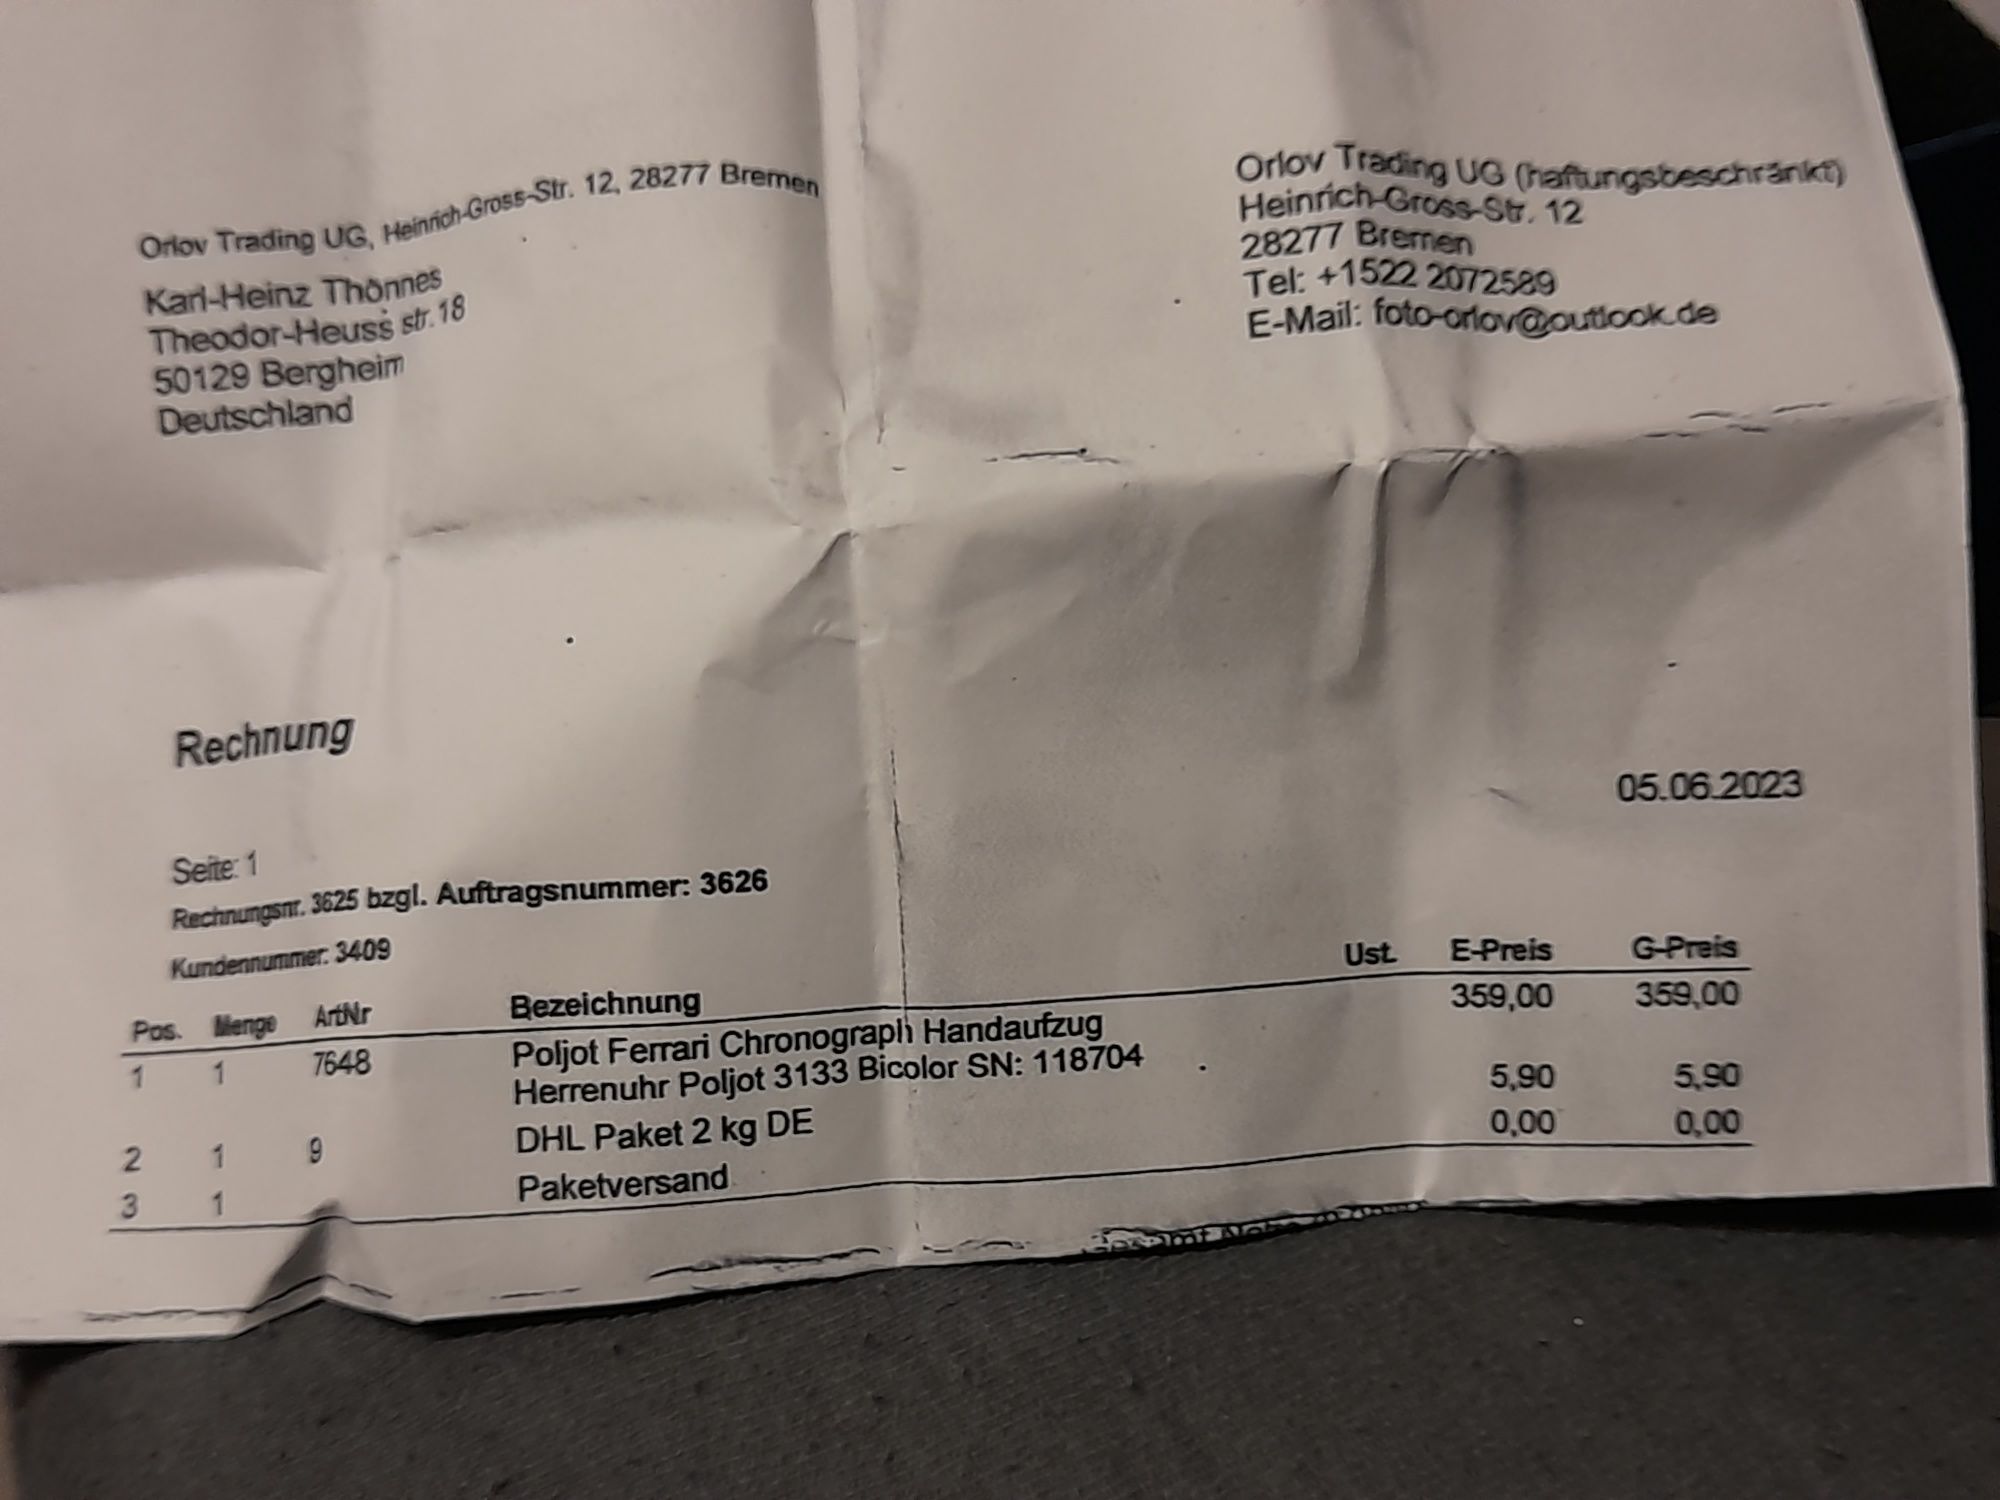 Orlov Trading UG, Heinrich-Gross-Str. 12, 28277 Bremen
Karl-Heinz Thönnes
Theodor-Heuss str. 18
50129 Bergheim
Deutschland
Orlov Trading UG (haftungsbeschränkt)
Heinrich-Gross-Str. 12
28277 Bremen
Tel: +1522 2072589
E-Mail: foto-orlov@outlook.de
Rechnung
05.06.2023
Seite: 1
Rechnungsnr. 3625 bzgl. Auftragsnummer: 3626
Kundennummer: 3409
Pos. Menge ArtNr Bezeichnung Ust. E-Preis G-Preis
1 1 7648 Poljot Ferrari Chronograph Handaufzug 359,00 359,00
Herrenuhr Poljot 3133 Bicolor SN: 118704
2 1 9 DHL Paket 2 kg DE 5,90 5,90
3 1 Paketversand 0,00 0,00